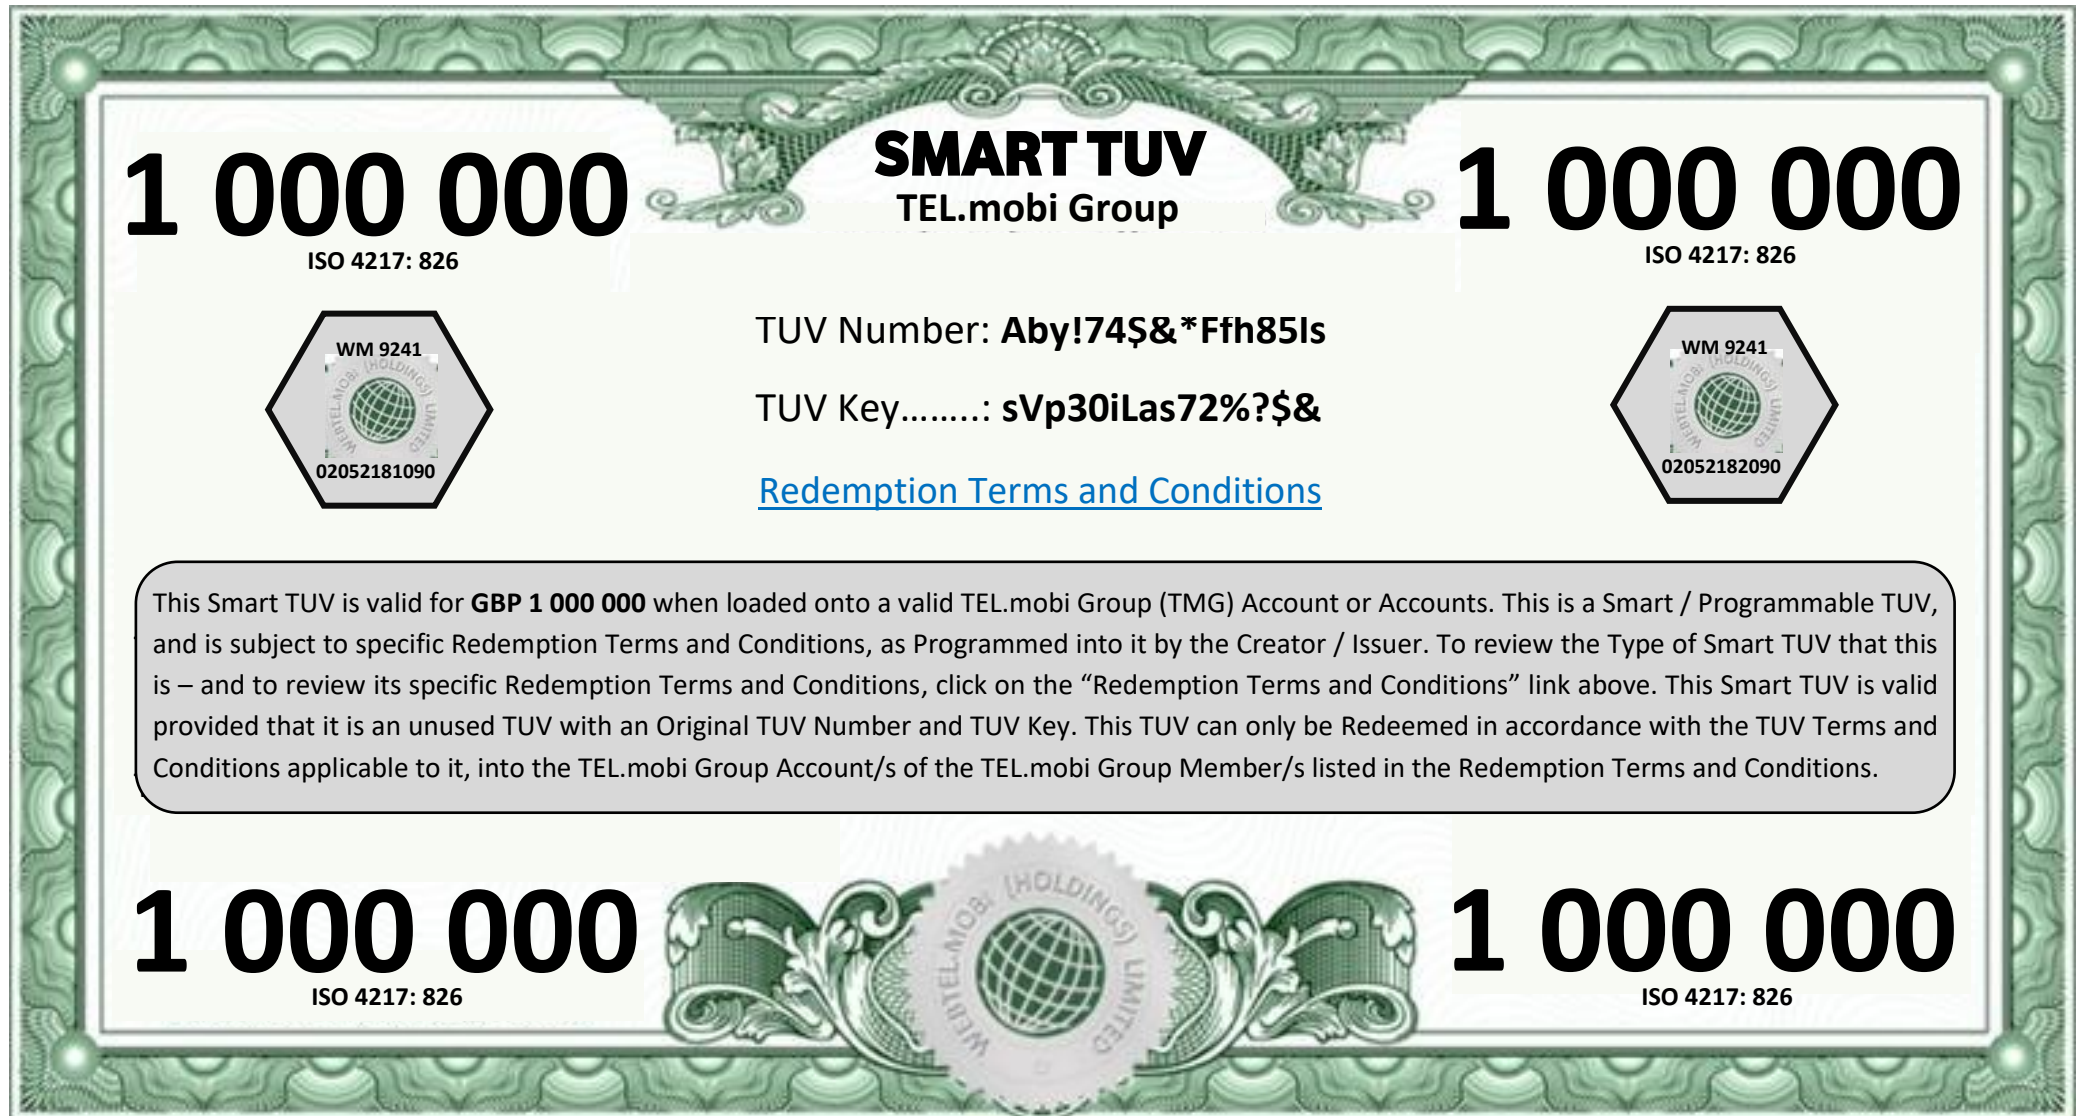 SMART TUV
TEL.mobi Group
1 000 000
ISO 4217: 826
1 000 000
ISO 4217: 826
WM 9241
WEBTEL.MOBI (HOLDINGS) LIMITED
02052181090
TUV Number: Aby!74$&*Ffh85Is
TUV Key........: sVp30iLas72%?$&
Redemption Terms and Conditions
WM 9241
WEBTEL.MOBI (HOLDINGS) LIMITED
02052182090
This Smart TUV is valid for GBP 1 000 000 when loaded onto a valid TEL.mobi Group (TMG) Account or Accounts. This is a Smart / Programmable TUV,
and is subject to specific Redemption Terms and Conditions, as Programmed into it by the Creator / Issuer. To review the Type of Smart TUV that this
is – and to review its specific Redemption Terms and Conditions, click on the “Redemption Terms and Conditions” link above. This Smart TUV is valid
provided that it is an unused TUV with an Original TUV Number and TUV Key. This TUV can only be Redeemed in accordance with the TUV Terms and
Conditions applicable to it, into the TEL.mobi Group Account/s of the TEL.mobi Group Member/s listed in the Redemption Terms and Conditions.
1 000 000
ISO 4217: 826
WEBTEL.MOBI (HOLDINGS) LIMITED
1 000 000
ISO 4217: 826